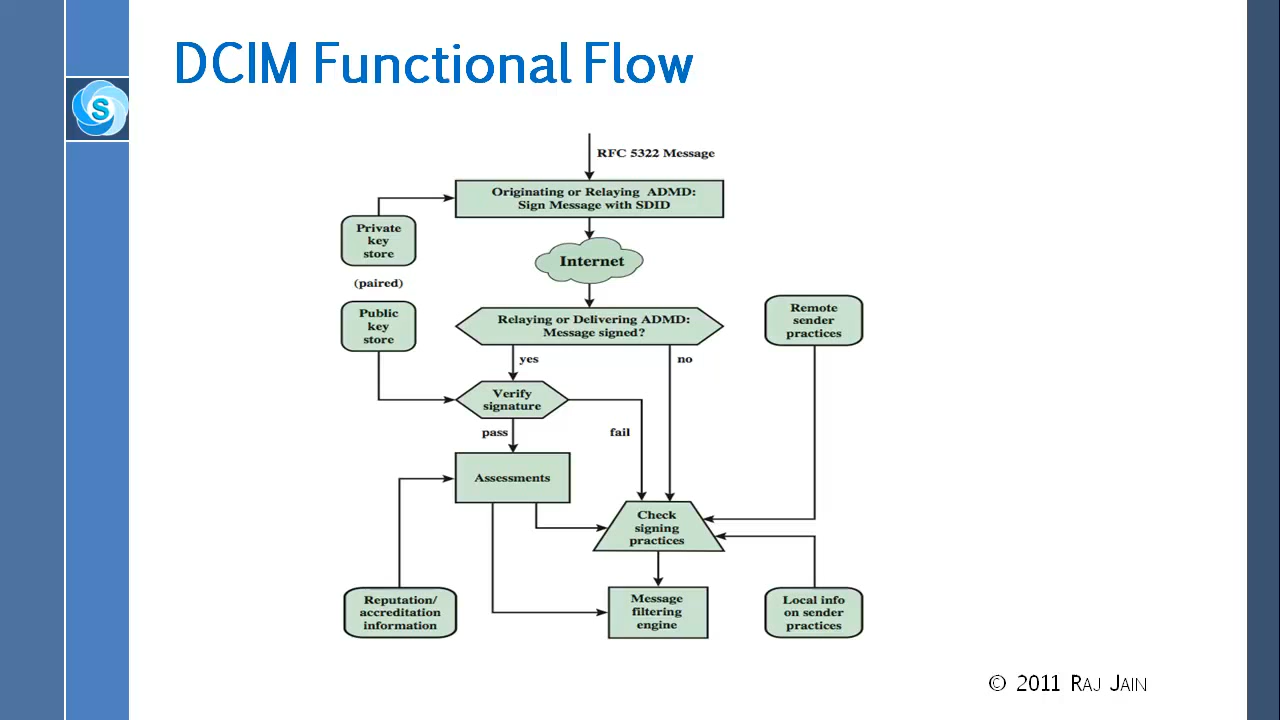 DCIM Functional Flow
S
RFC 5322 Message
Originating or Relaying ADMD:
Sign Message with SDID
Private
key
store
Internet
(paired)
Public
key
store
Relaying or Delivering ADMD:
Message signed?
Remote
sender
practices
yes
no
Verify
signature
pass
fail
Assessments
Check
signing
practices
Reputation/
accreditation
information
Message
filtering
engine
Local info
on sender
practices
© 2011 RAJ JAIN